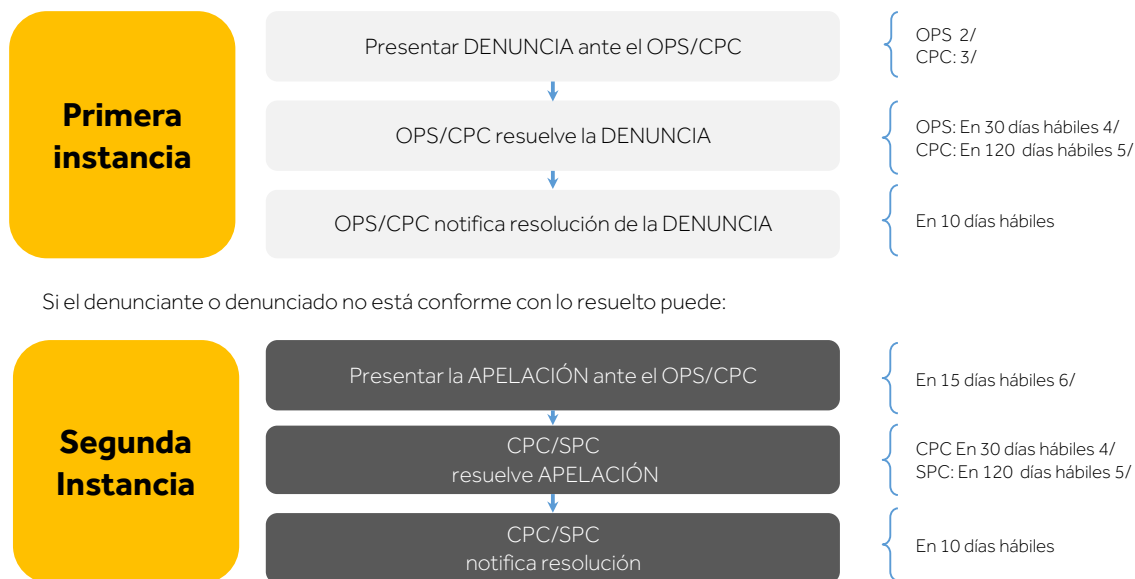 Primera
instancia
Presentar DENUNCIA ante el OPS/CPC
OPS 2/
CPC: 3/
OPS/CPC resuelve la DENUNCIA
OPS: En 30 días hábiles 4/
CPC: En 120 días hábiles 5/
OPS/CPC notifica resolución de la DENUNCIA
En 10 días hábiles
Si el denunciante o denunciado no está conforme con lo resuelto puede:
Segunda
Instancia
Presentar la APELACIÓN ante el OPS/CPC
En 15 días hábiles 6/
CPC/SPC
resuelve APELACIÓN
CPC En 30 días hábiles 4/
SPC: En 120 días hábiles 5/
CPC/SPC
notifica resolución
En 10 días hábiles